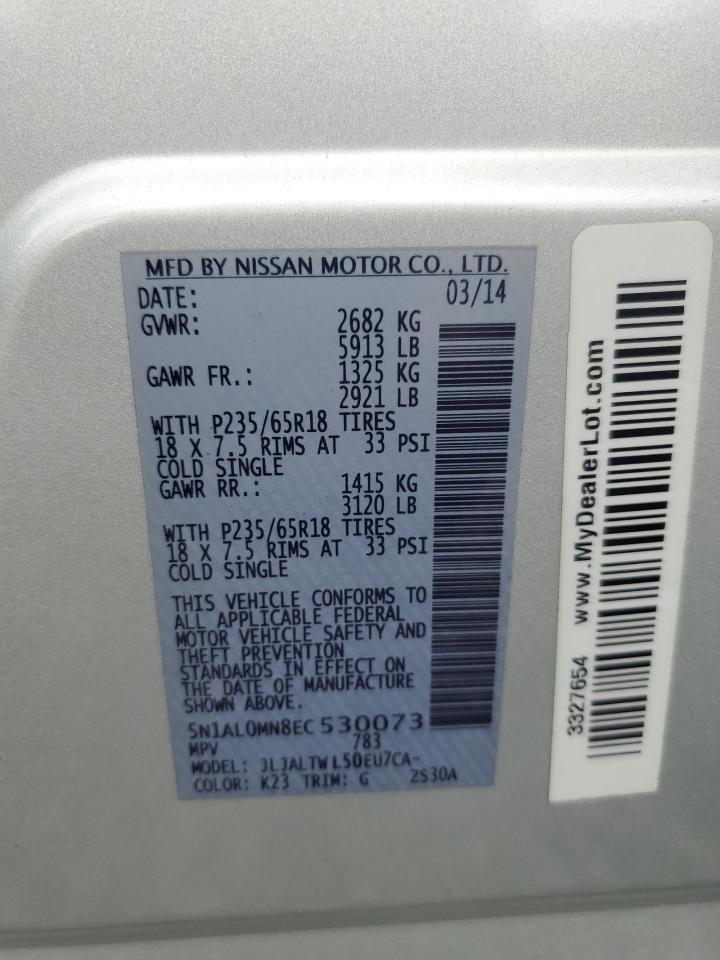 MFD BY NISSAN MOTOR CO., LTD.
DATE: 03/14
GVWR: 2682 KG
5913 LB
GAWR FR.: 1325 KG
2921 LB
WITH P235/65R18 TIRES
18 X 7.5 RIMS AT 33 PSI
COLD SINGLE
GAWR RR.: 1415 KG
3120 LB
WITH P235/65R18 TIRES
18 X 7.5 RIMS AT 33 PSI
COLD SINGLE
THIS VEHICLE CONFORMS TO
ALL APPLICABLE FEDERAL
MOTOR VEHICLE SAFETY AND
THEFT PREVENTION
STANDARDS IN EFFECT ON
THE DATE OF MANUFACTURE
SHOWN ABOVE.
5N1AL0MN8EC530073
MPV 783
MODEL: JLJALTWL50EU7CA-
COLOR: K23 TRIM: G ZS30A
3327654 www.MyDealerLot.com